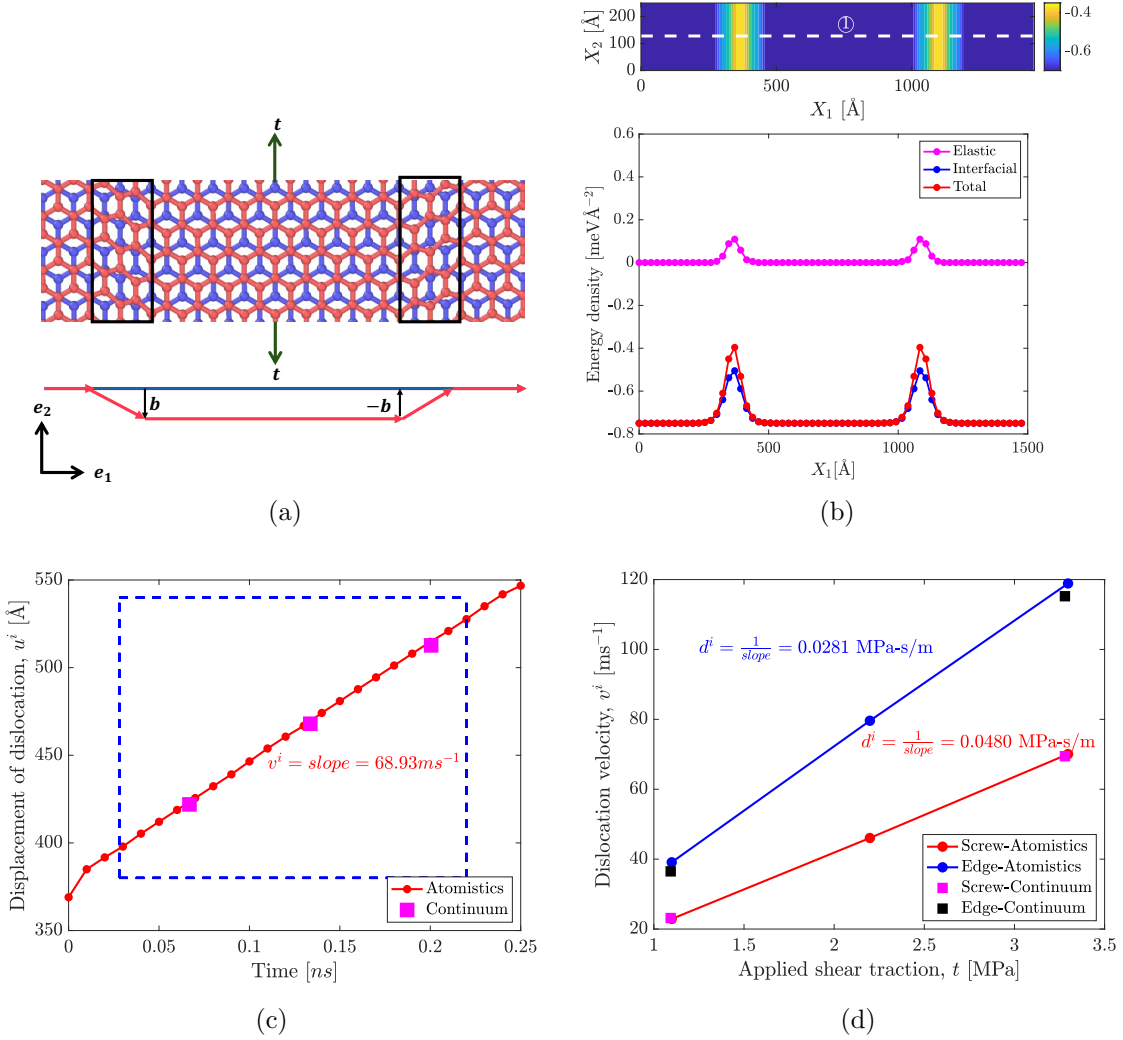 t
t
b
−b
e2
e1
(a)
X2 [Å]
200
100
0
①
0
500
1000
X1 [Å]
-0.4
-0.6
Energy density [meVÅ−2]
0.6
0.4
0.2
0
-0.2
-0.4
-0.6
-0.8
Elastic
Interfacial
Total
0
500
1000
1500
X1[Å]
(b)
Displacement of dislocation, u^i [Å]
550
500
450
400
350
v^i = slope = 68.93ms−1
Atomistics
Continuum
0
0.05
0.1
0.15
0.2
0.25
Time [ns]
(c)
Dislocation velocity, v^i [ms−1]
120
100
80
60
40
20
d^i = 1/slope = 0.0281 MPa-s/m
d^i = 1/slope = 0.0480 MPa-s/m
Screw-Atomistics
Edge-Atomistics
Screw-Continuum
Edge-Continuum
1
1.5
2
2.5
3
3.5
Applied shear traction, t [MPa]
(d)